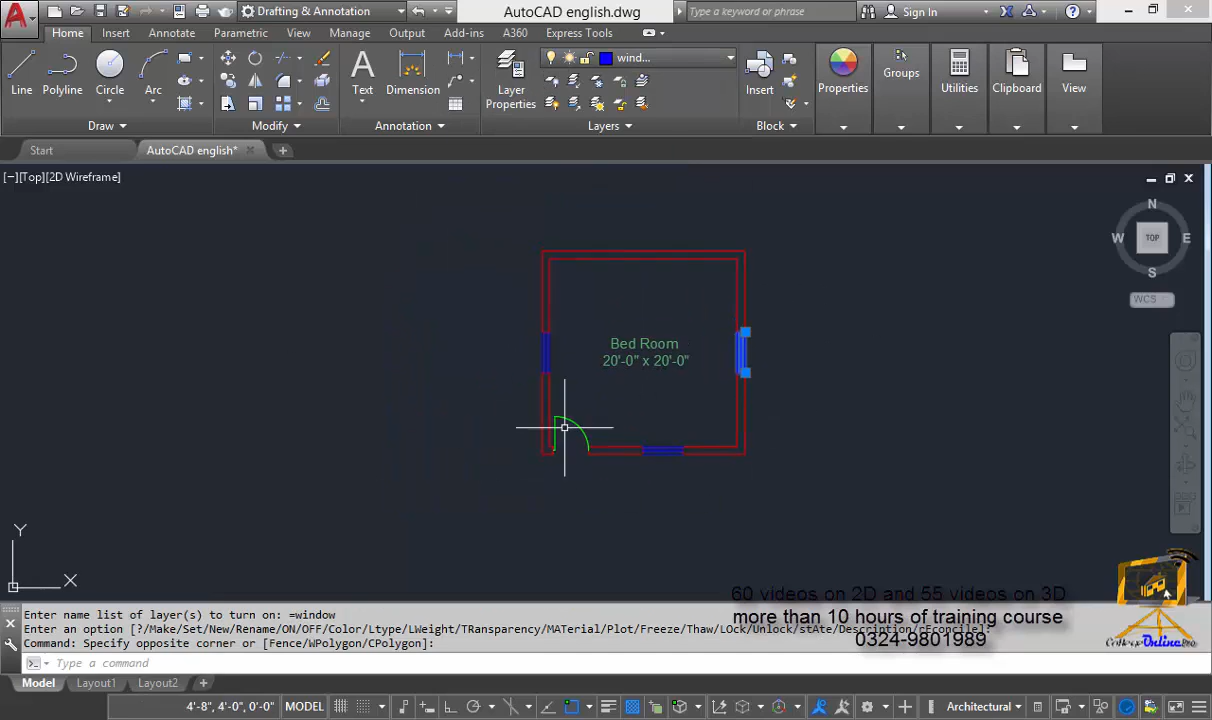 Drafting & Annotation
AutoCAD english.dwg
Type a keyword or phrase
Sign In
Home
Insert
Annotate
Parametric
View
Manage
Output
Add-ins
A360
Express Tools
Line
Polyline
Circle
Arc
Text
Dimension
Layer
Properties
wind...
Insert
Properties
Groups
Utilities
Clipboard
View
Draw
Modify
Annotation
Layers
Block
Start
AutoCAD english*
[−][Top][2D Wireframe]
N
W
TOP
E
S
WCS
Bed Room
20'-0" x 20'-0"
Y
X
60 videos on 2D and 55 videos on 3D
more than 10 hours of training course
0324-9801989
Enter name list of layer(s) to turn on: =window
Enter an option [?/Make/Set/New/Rename/ON/OFF/Color/Ltype/LWeight/TRansparency/MATerial/Plot/Freeze/Thaw/LOck/Unlock/stAte/Description/rEconcile]:
Command: Specify opposite corner or [Fence/WPolygon/CPolygon]:
Type a command
College Online Pro
Model
Layout1
Layout2
4'-8", 4'-0", 0'-0"
MODEL
Architectural